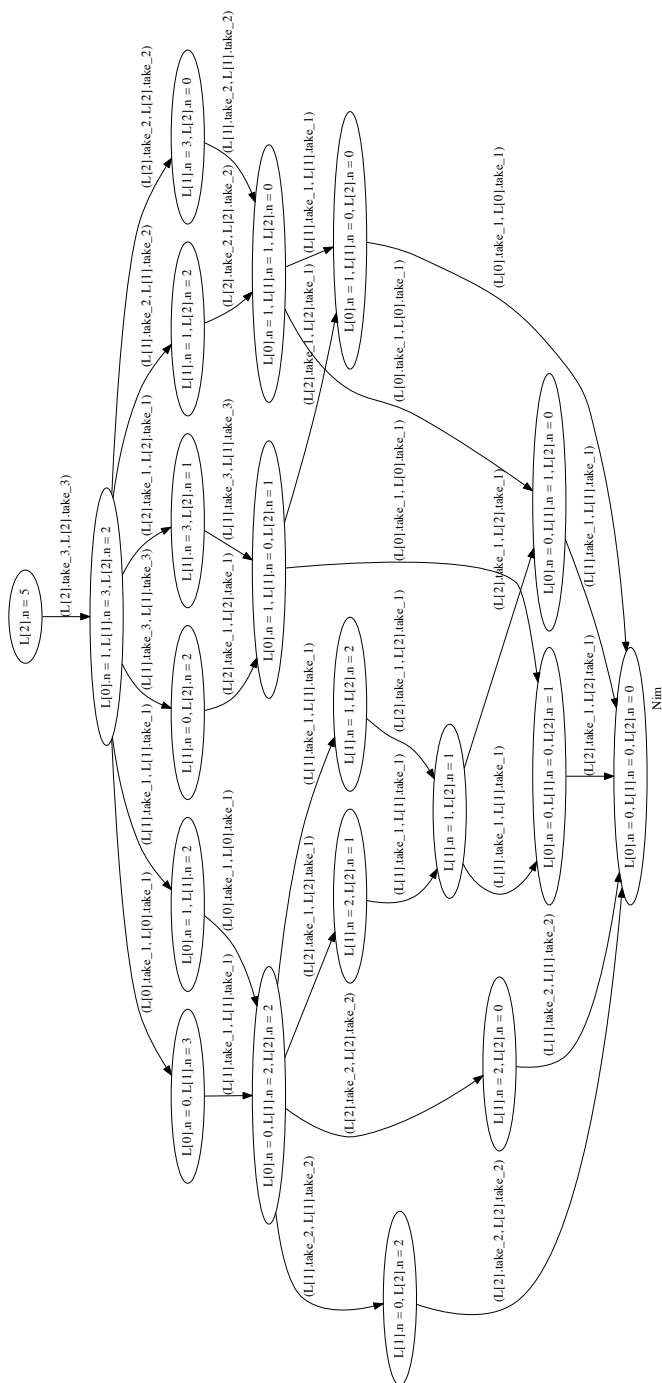 L[2].n = 5
(L[2].take_3, L[2].take_3)
L[0].n = 1, L[1].n = 3, L[2].n = 2
(L[0].take_1, L[0].take_1)
(L[1].take_1, L[1].take_1)
(L[1].take_3, L[1].take_3)
(L[2].take_1, L[2].take_1)
(L[1].take_2, L[1].take_2)
(L[2].take_2, L[2].take_2)
L[0].n = 0, L[1].n = 3
L[0].n = 1, L[1].n = 2
L[1].n = 0, L[2].n = 2
L[1].n = 3, L[2].n = 1
L[1].n = 1, L[2].n = 2
L[1].n = 3, L[2].n = 0
(L[1].take_1, L[1].take_1)
(L[0].take_1, L[0].take_1)
(L[2].take_1, L[2].take_1)
(L[1].take_3, L[1].take_3)
(L[2].take_2, L[2].take_2)
(L[1].take_2, L[1].take_2)
L[0].n = 0, L[1].n = 2, L[2].n = 2
L[0].n = 1, L[1].n = 0, L[2].n = 1
L[0].n = 1, L[1].n = 1, L[2].n = 0
(L[1].take_2, L[1].take_2)
(L[2].take_1, L[2].take_1)
(L[1].take_1, L[1].take_1)
(L[2].take_1, L[2].take_1)
(L[1].take_1, L[1].take_1)
(L[2].take_2, L[2].take_2)
L[1].n = 2, L[2].n = 1
L[1].n = 1, L[2].n = 2
L[0].n = 1, L[1].n = 0, L[2].n = 0
L[1].n = 0, L[2].n = 2
(L[1].take_1, L[1].take_1)
(L[2].take_1, L[2].take_1)
(L[0].take_1, L[0].take_1)
(L[0].take_1, L[0].take_1)
L[1].n = 1, L[2].n = 1
(L[2].take_2, L[2].take_2)
L[1].n = 2, L[2].n = 0
(L[1].take_1, L[1].take_1)
(L[2].take_1, L[2].take_1)
(L[0].take_1, L[0].take_1)
(L[1].take_2, L[1].take_2)
L[0].n = 0, L[1].n = 0, L[2].n = 1
L[0].n = 0, L[1].n = 1, L[2].n = 0
(L[2].take_1, L[2].take_1)
(L[1].take_1, L[1].take_1)
L[0].n = 0, L[1].n = 0, L[2].n = 0
Nim